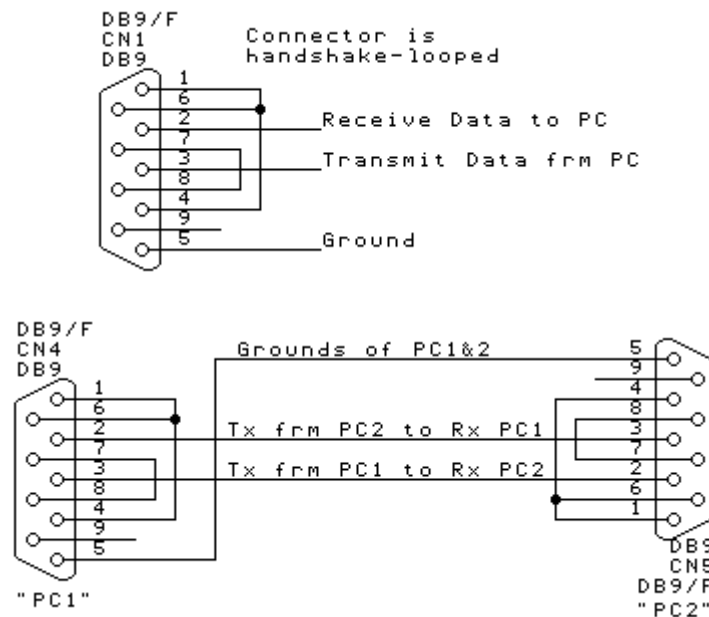 DB9/F
CN1
DB9
Connector is
handshake-looped
1
6
2
Receive Data to PC
7
3
Transmit Data frm PC
8
4
9
5
Ground
DB9/F
CN4
DB9
1
6
2
7
3
8
4
9
5
"PC1"
Grounds of PC1&2
Tx frm PC2 to Rx PC1
Tx frm PC1 to Rx PC2
5
9
4
8
3
7
2
6
1
DB9
CN5
DB9/F
"PC2"